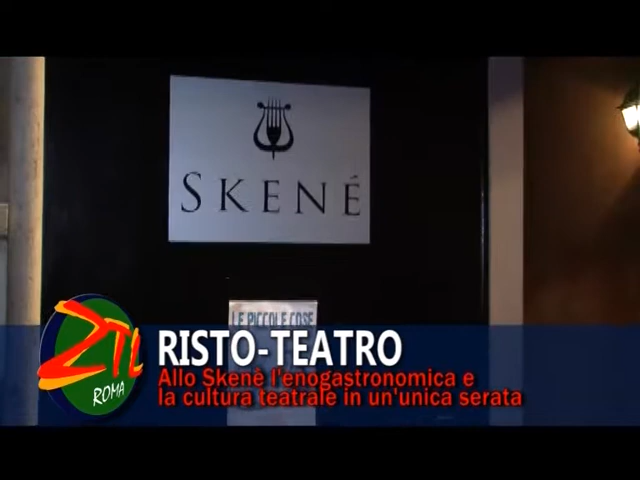 SKENÉ
LE PICCOLE COSE
ZTL
ROMA
RISTO-TEATRO
Allo Skenè l'enogastronomica e
la cultura teatrale in un'unica serata